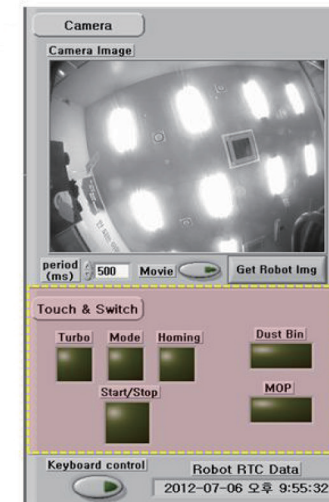 Camera
Camera Image
period (ms)
500
Movie
Get Robot Img
Touch & Switch
Turbo
Mode
Homing
Dust Bin
Start/Stop
MOP
Keyboard control
Robot RTC Data
2012-07-06 오후 9:55:32